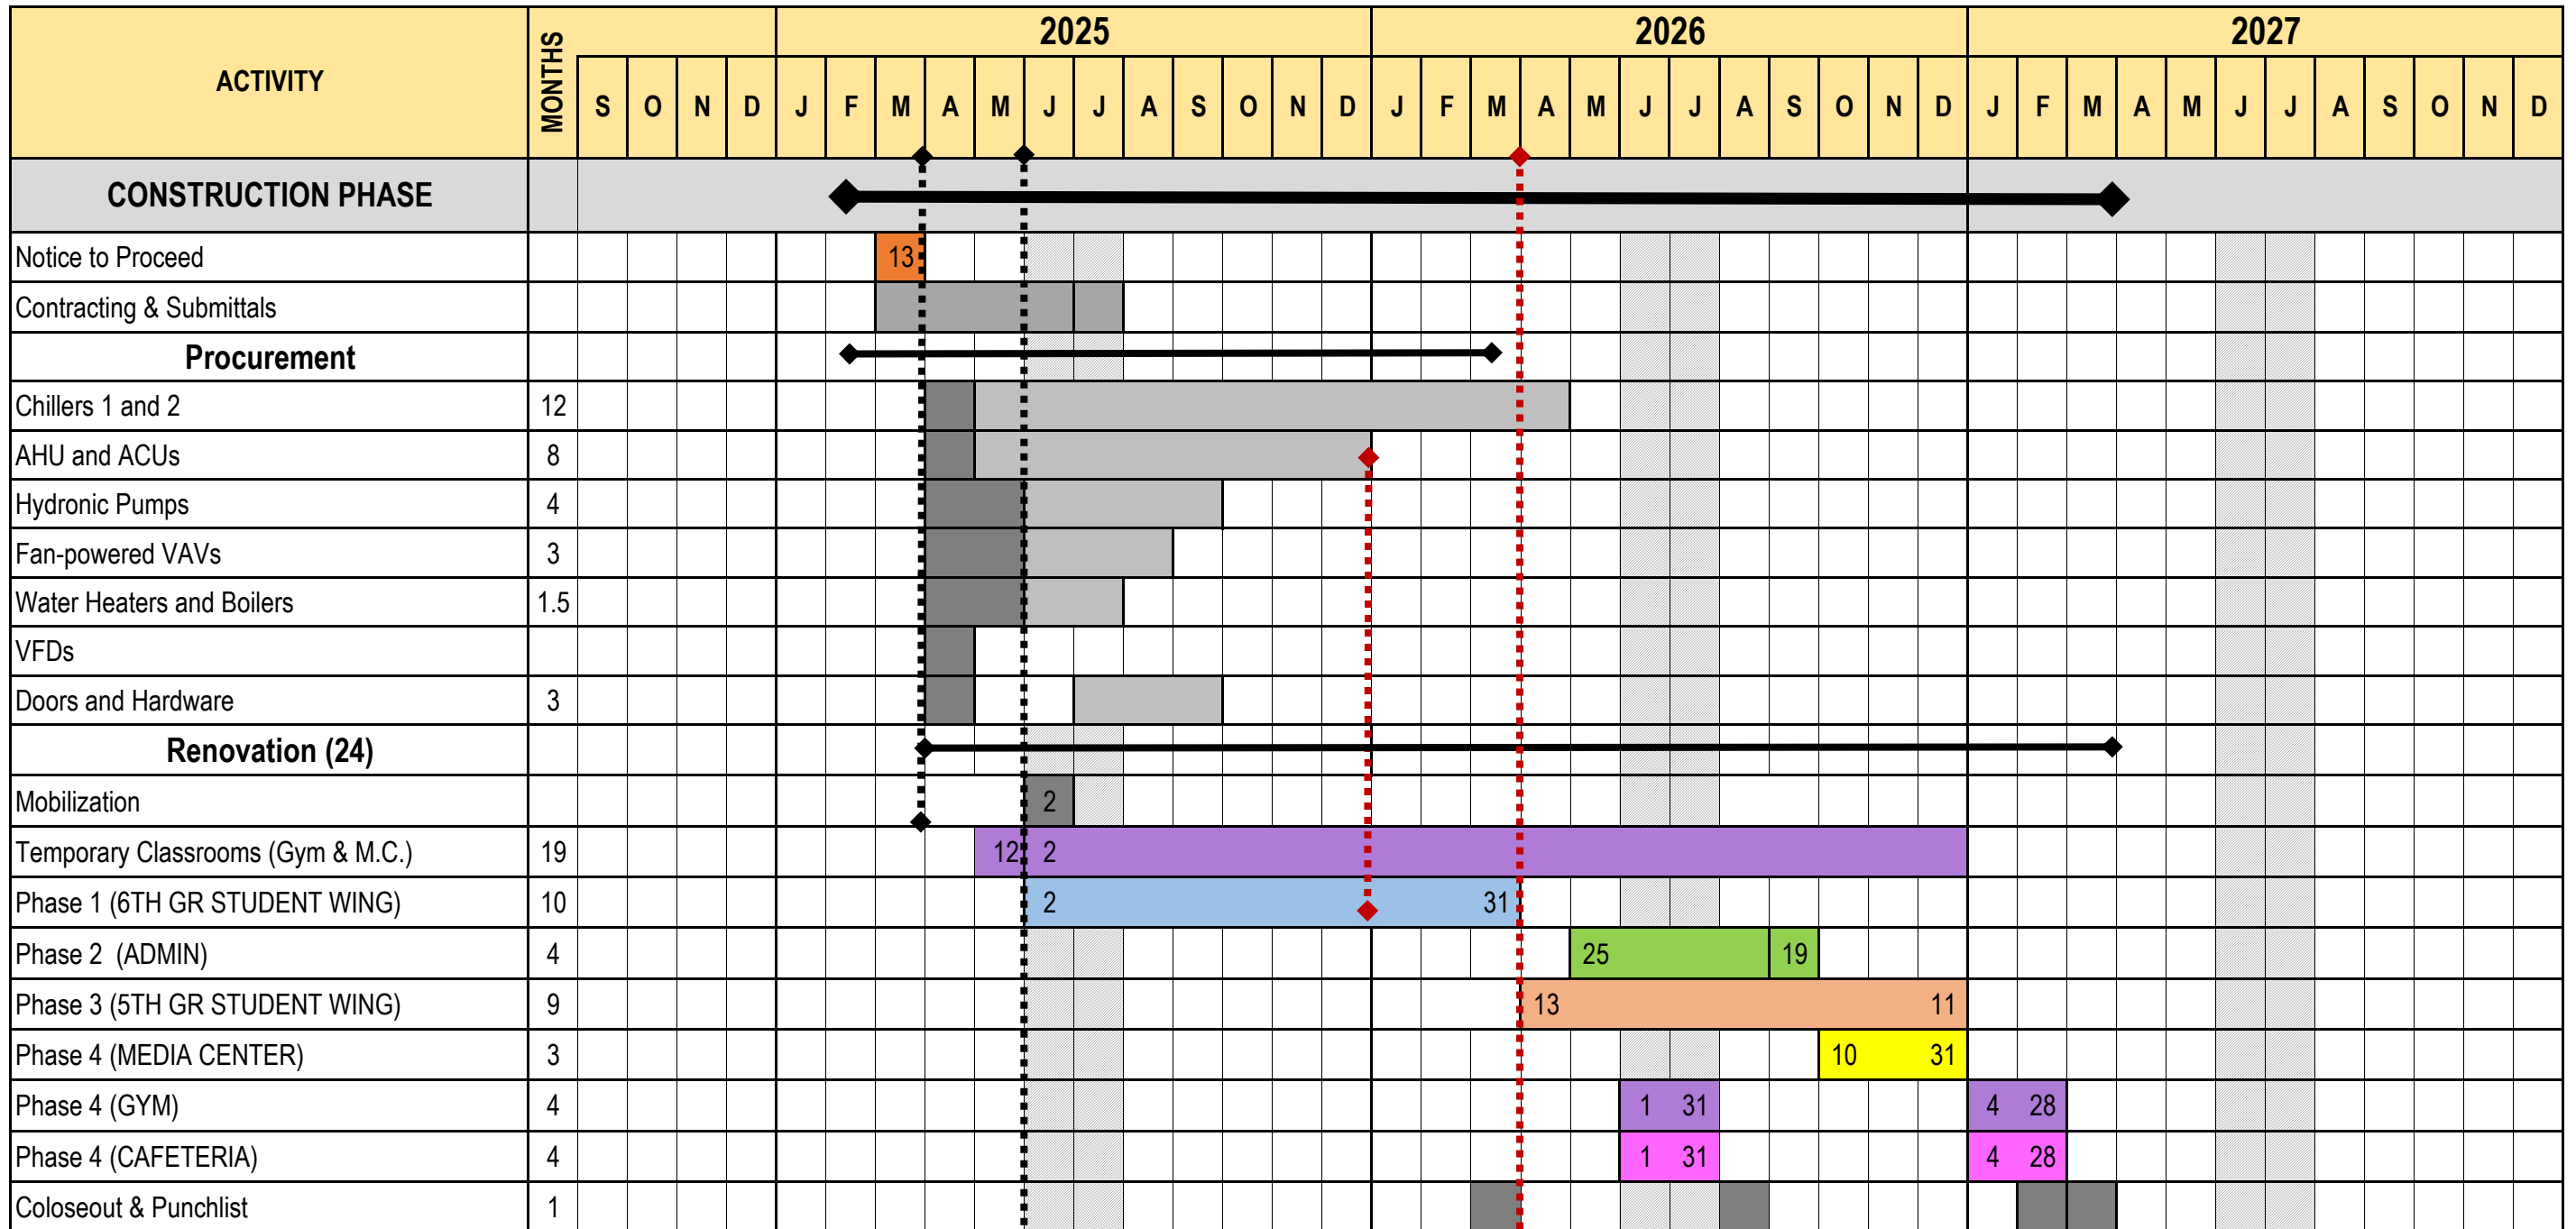 ACTIVITY MONTHS 2025 2026 2027
S O N D J F M A M J J A S O N D J F M A M J J A S O N D J F M A M J J A S O N D
CONSTRUCTION PHASE
Notice to Proceed 13
Contracting & Submittals
Procurement
Chillers 1 and 2 12
AHU and ACUs 8
Hydronic Pumps 4
Fan-powered VAVs 3
Water Heaters and Boilers 1.5
VFDs
Doors and Hardware 3
Renovation (24)
Mobilization 2
Temporary Classrooms (Gym & M.C.) 19 12 2
Phase 1 (6TH GR STUDENT WING) 10 2 31
Phase 2 (ADMIN) 4 25 19
Phase 3 (5TH GR STUDENT WING) 9 13 11
Phase 4 (MEDIA CENTER) 3 10 31
Phase 4 (GYM) 4 1 31 4 28
Phase 4 (CAFETERIA) 4 1 31 4 28
Coloseout & Punchlist 1